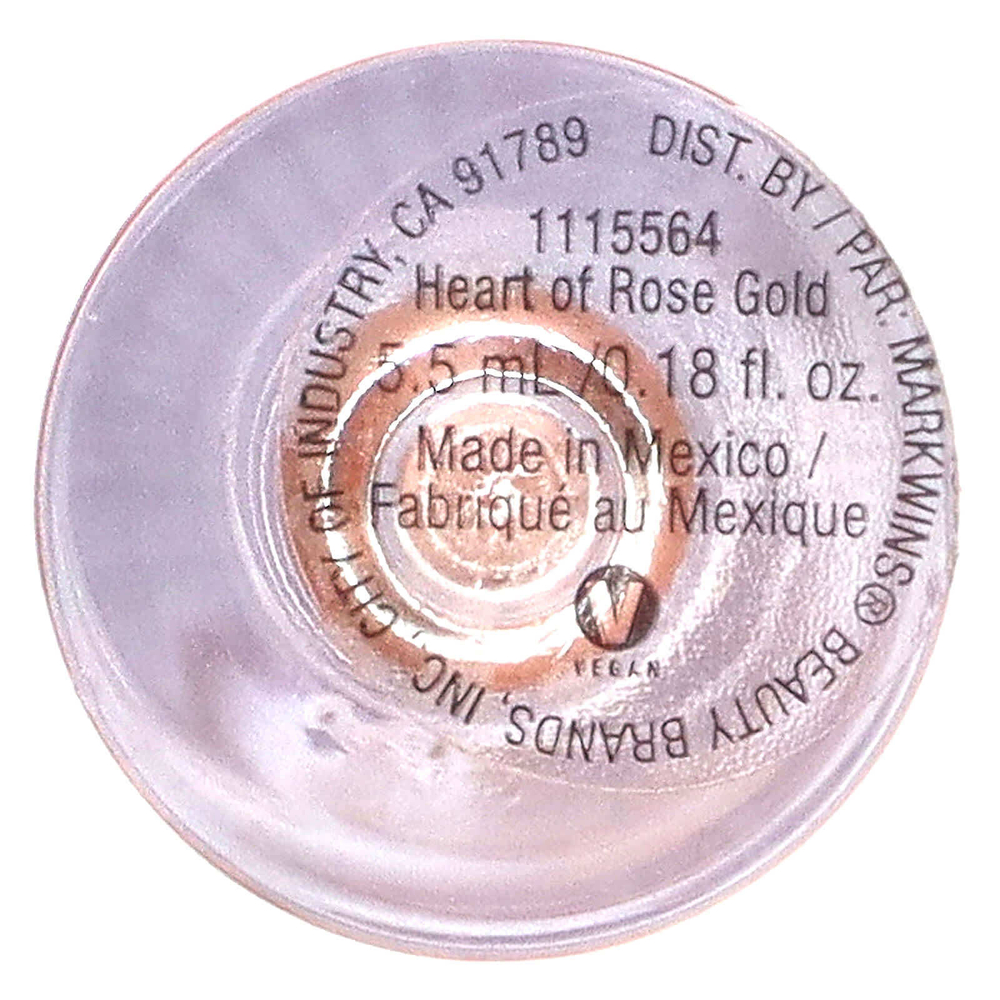 DIST. BY / PAR: MARKWINS® BEAUTY BRANDS, INC. CITY OF INDUSTRY, CA 91789
1115564
Heart of Rose Gold
5.5 mL /0.18 fl. oz.
Made in Mexico /
Fabriqué au Mexique
VEGAN